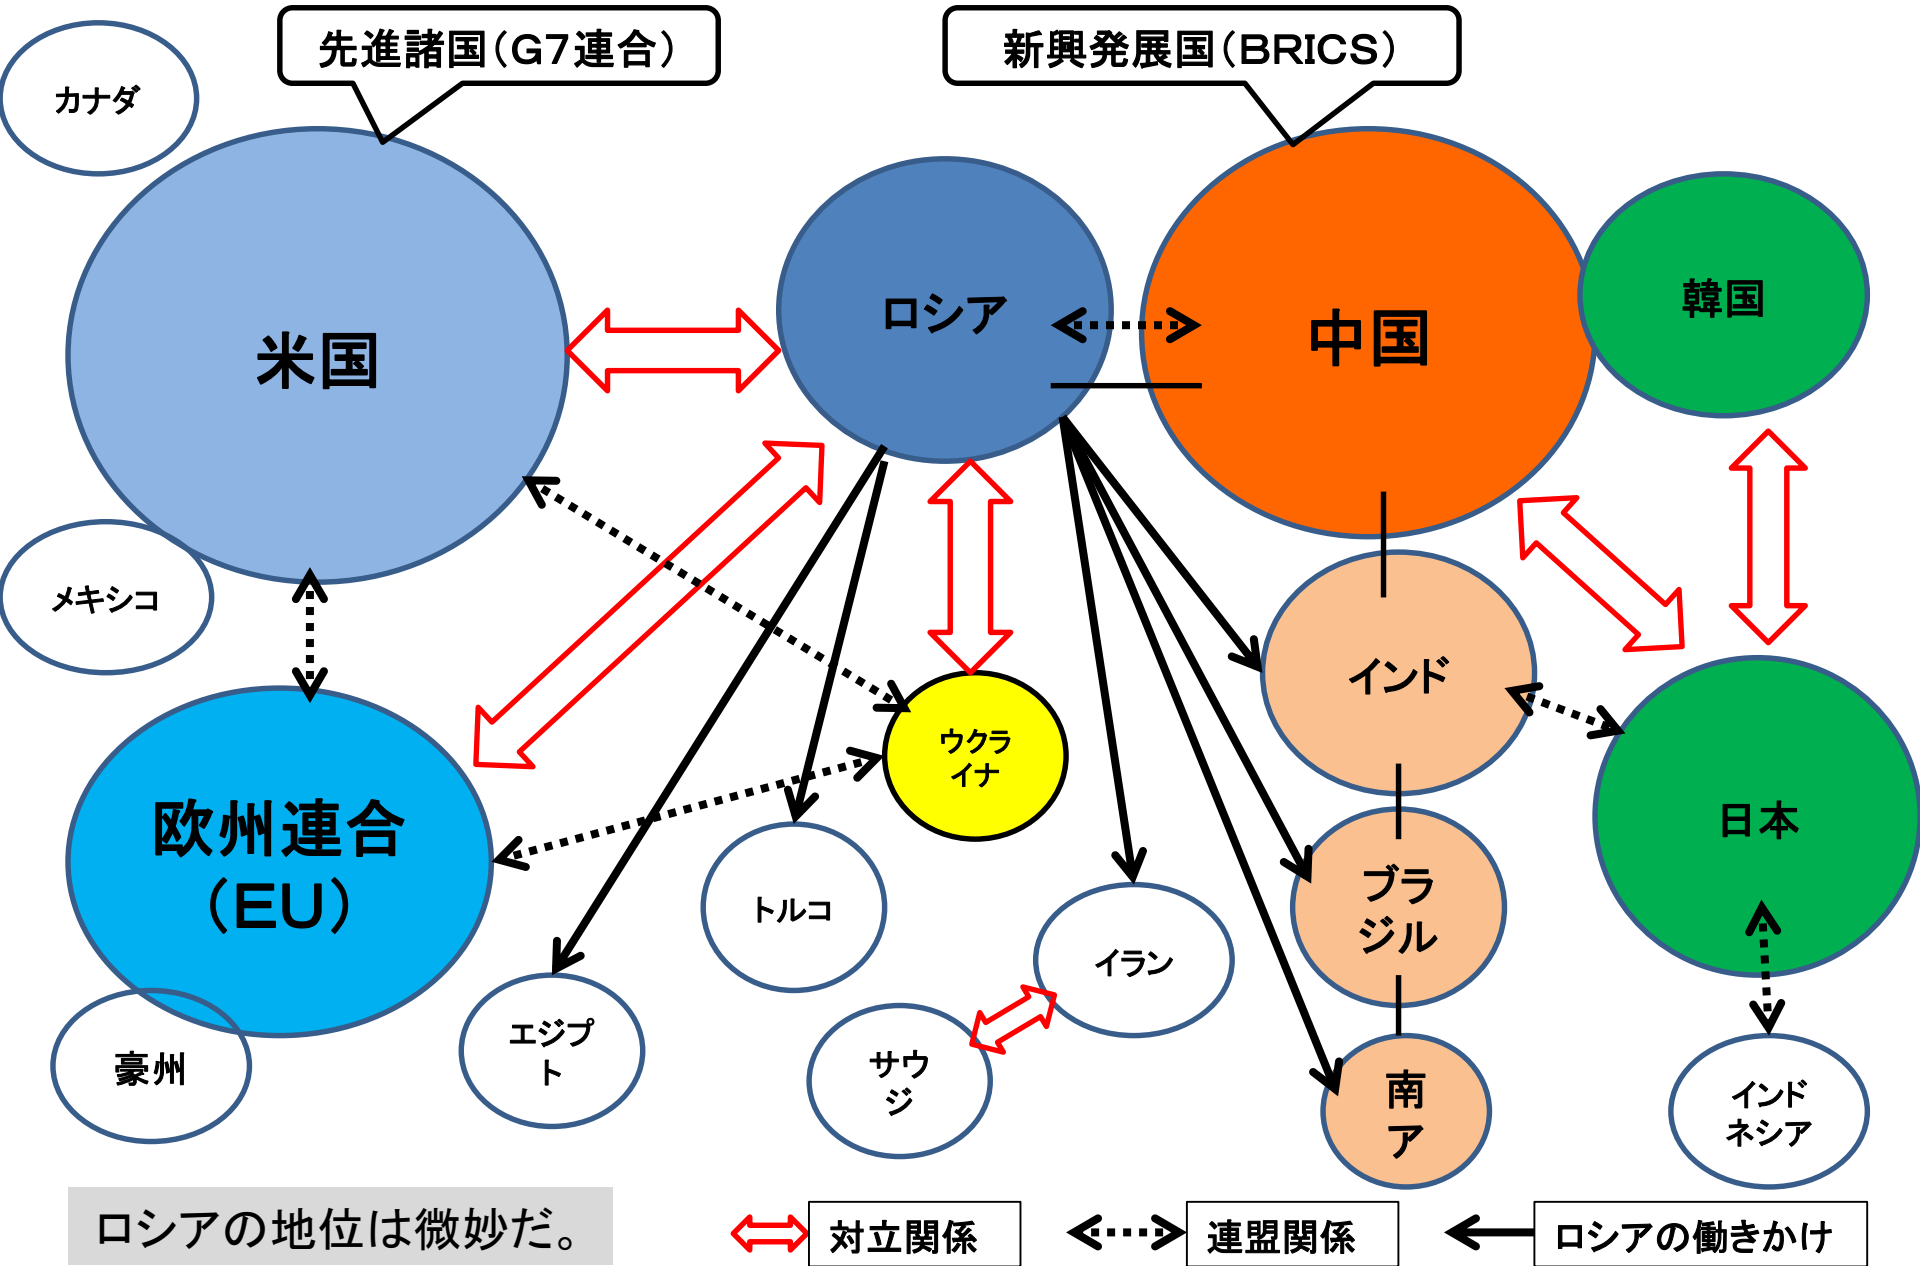 先進諸国（G7連合）
新興発展国（BRICS）
カナダ
米国
ロシア
中国
韓国
メキシコ
インド
ウクラ
イナ
欧州連合
（EU）
日本
トルコ
ブラ
ジル
イラン
エジプ
ト
豪州
サウ
ジ
南
ア
インド
ネシア
ロシアの地位は微妙だ。
対立関係
連盟関係
ロシアの働きかけ